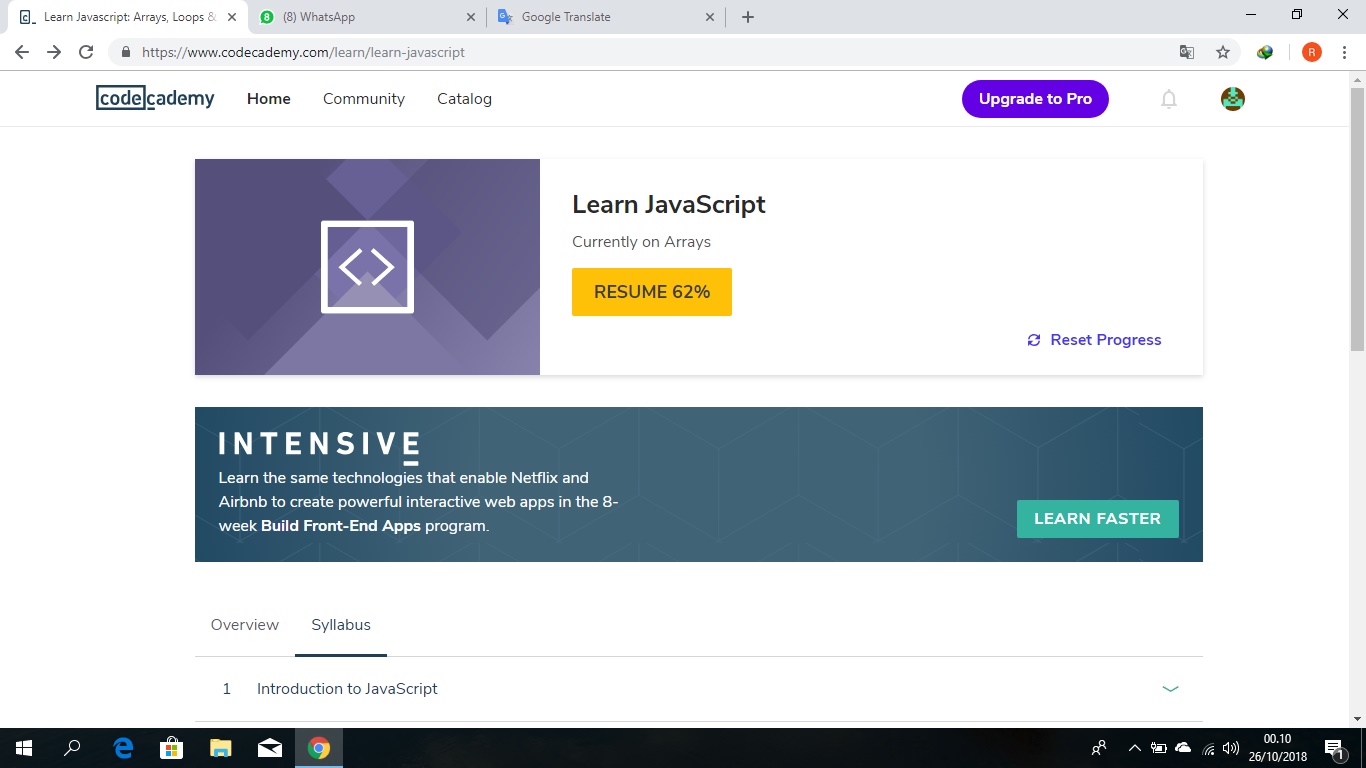 Learn Javascript: Arrays, Loops &
(8) WhatsApp
Google Translate
https://www.codecademy.com/learn/learn-javascript
R
codecademy
Home
Community
Catalog
Upgrade to Pro
Learn JavaScript
Currently on Arrays
RESUME 62%
Reset Progress
INTENSIVE
Learn the same technologies that enable Netflix and
Airbnb to create powerful interactive web apps in the 8-
week Build Front-End Apps program.
LEARN FASTER
Overview
Syllabus
1 Introduction to JavaScript
00.10
26/10/2018
1